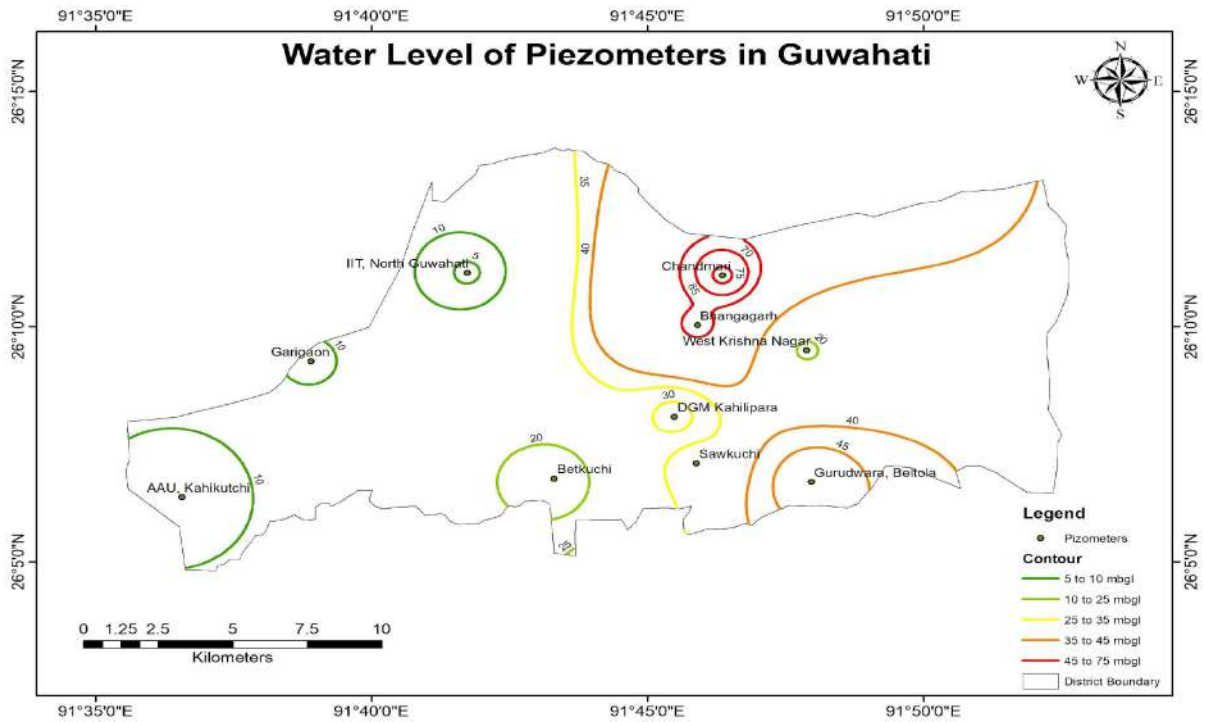 91°35'0"E 91°40'0"E 91°45'0"E 91°50'0"E
Water Level of Piezometers in Guwahati
N
W E
S
26°15'0"N 26°15'0"N
35
40
10
5
IIT, North Guwahati
70
Chandmari
75
65
26°10'0"N 26°10'0"N
Bhangagarh
West Krishna Nagar
20
Garigaon
10
30
DGM Kahilipara
40
20
45
Sawkuchi
Betkuchi
Gurudwara, Beltola
10
AAU, Kahikutchi
20
26°5'0"N 26°5'0"N
Legend
Pizometers
Contour
5 to 10 mbgl
10 to 25 mbgl
25 to 35 mbgl
35 to 45 mbgl
45 to 75 mbgl
District Boundary
0 1.25 2.5 5 7.5 10
Kilometers
91°35'0"E 91°40'0"E 91°45'0"E 91°50'0"E